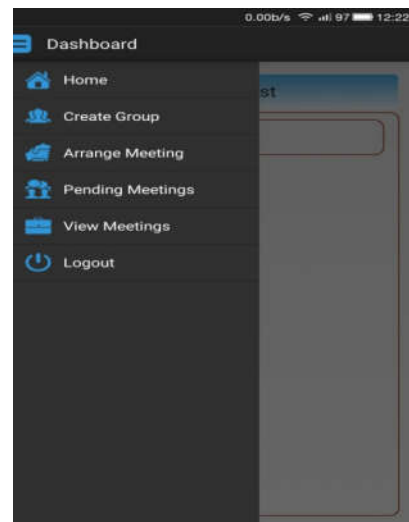 0.00b/s 97 12:22
Dashboard
Home
st
Create Group
Arrange Meeting
Pending Meetings
View Meetings
Logout